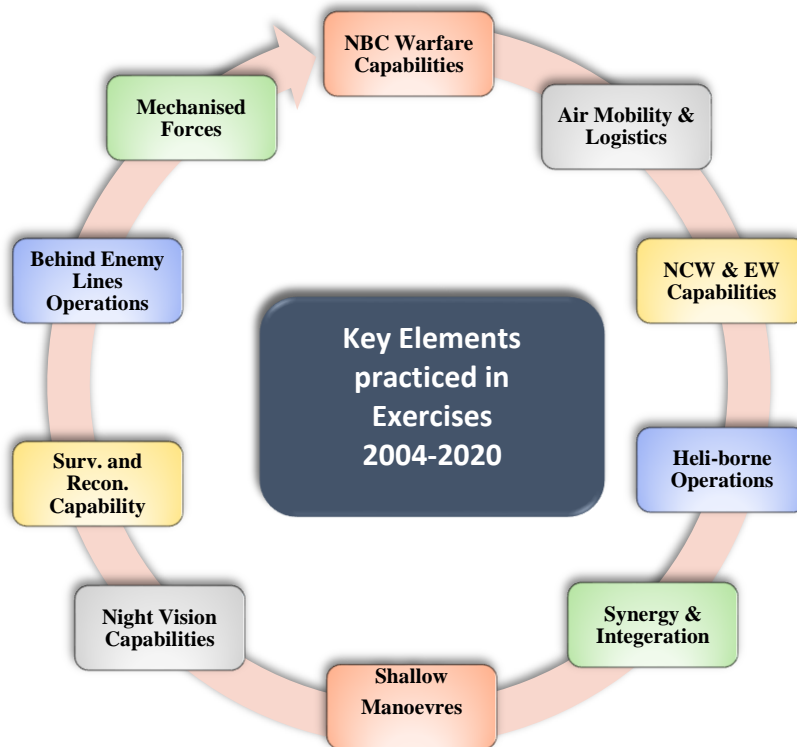 NBC Warfare
Capabilities
Air Mobility &
Logistics
NCW & EW
Capabilities
Heli-borne
Operations
Synergy &
Integeration
Shallow
Manoevres
Night Vision
Capabilities
Surv. and
Recon.
Capability
Behind Enemy
Lines
Operations
Mechanised
Forces
Key Elements
practiced in
Exercises
2004-2020